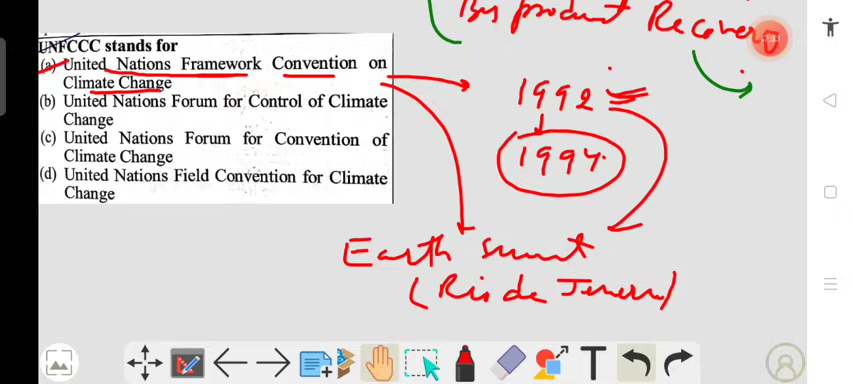 By product Recovery
UNFCCC stands for
(a) United Nations Framework Convention on
Climate Change
(b) United Nations Forum for Control of Climate
Change
(c) United Nations Forum for Convention of
Climate Change
(d) United Nations Field Convention for Climate
Change
1992
1994
Earth
(Rio de
T